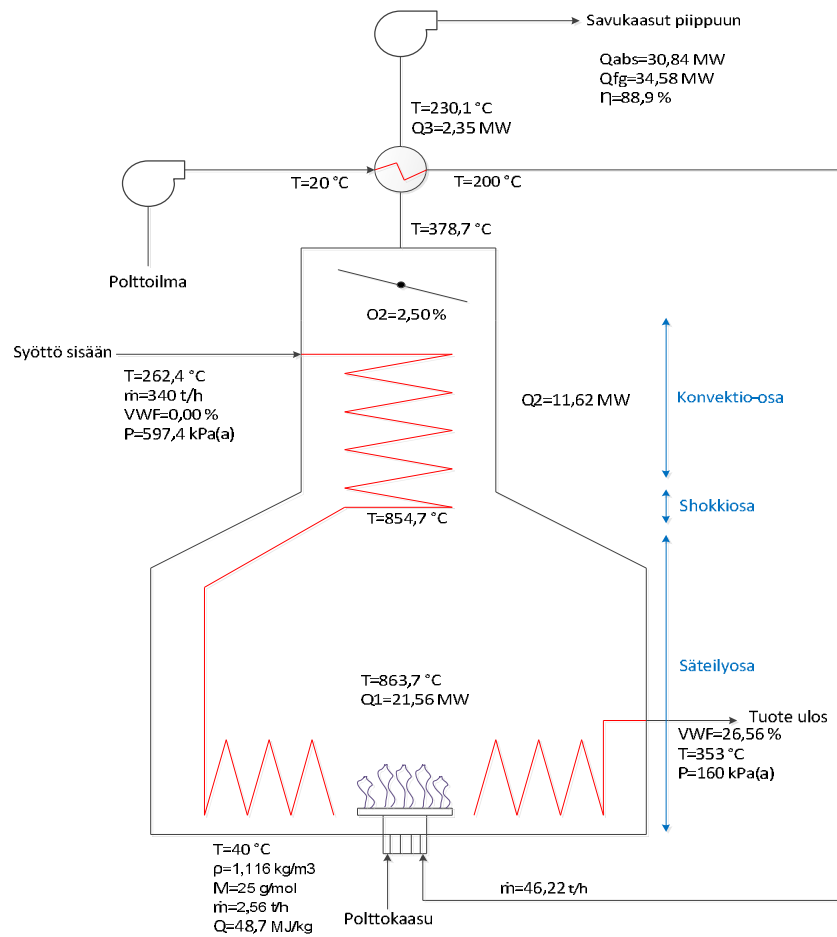 Savukaasut piippuun
Qabs=30,84 MW
Qfg=34,58 MW
η=88,9 %
T=230,1 °C
Q3=2,35 MW
T=20 °C
T=200 °C
T=378,7 °C
Polttoilma
O2=2,50 %
Syöttö sisään
T=262,4 °C
ṁ=340 t/h
VWF=0,00 %
P=597,4 kPa(a)
Q2=11,62 MW
Konvektio-osa
Shokkiosa
T=854,7 °C
Säteilyosa
T=863,7 °C
Q1=21,56 MW
Tuote ulos
VWF=26,56 %
T=353 °C
P=160 kPa(a)
T=40 °C
ρ=1,116 kg/m3
M=25 g/mol
ṁ=2,56 t/h
Q=48,7 MJ/kg
Polttokaasu
ṁ=46,22 t/h